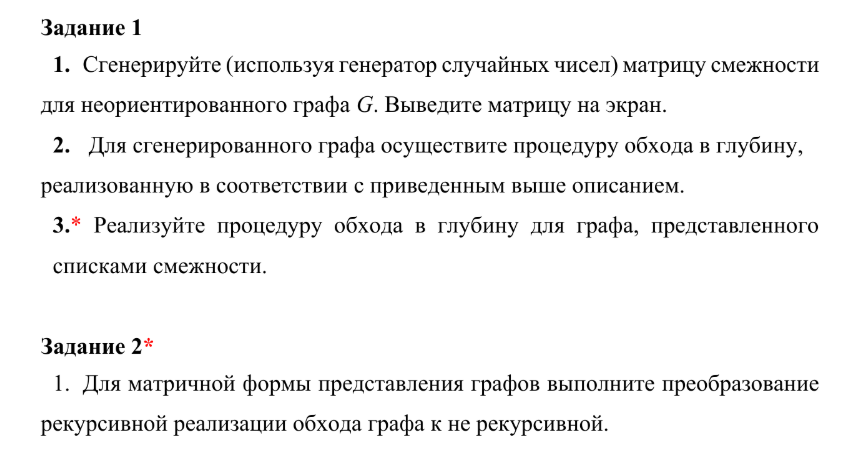 Задание 1
1. Сгенерируйте (используя генератор случайных чисел) матрицу смежности
для неориентированного графа G. Выведите матрицу на экран.
2. Для сгенерированного графа осуществите процедуру обхода в глубину,
реализованную в соответствии с приведенным выше описанием.
3.* Реализуйте процедуру обхода в глубину для графа, представленного
списками смежности.
Задание 2*
1. Для матричной формы представления графов выполните преобразование
рекурсивной реализации обхода графа к не рекурсивной.